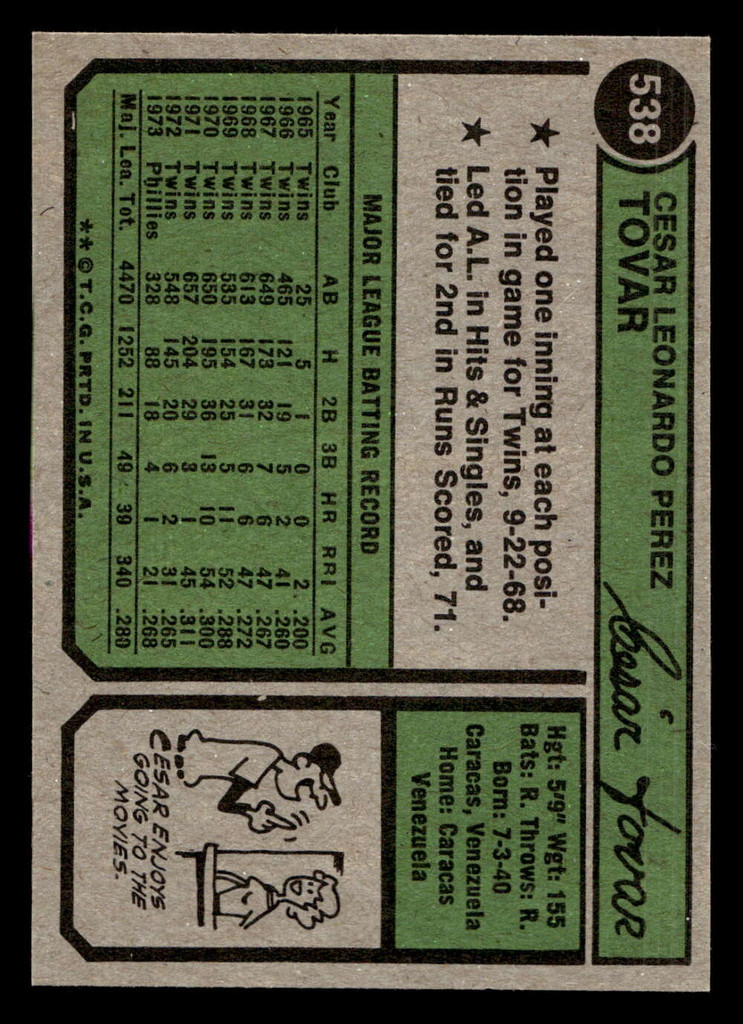 538
CESAR LEONARDO PEREZ
TOVAR
Cesar Tovar
★ Played one inning at each posi-
tion in game for Twins, 9-22-68.
★ Led A.L. in Hits & Singles, and
tied for 2nd in Runs Scored, 71.
MAJOR LEAGUE BATTING RECORD
Year Club AB H 2B 3B HR RBI AVG
1965 Twins 25 5 1 0 0 2 .200
1966 Twins 465 121 19 5 2 41 .260
1967 Twins 649 173 32 7 6 47 .267
1968 Twins 613 167 31 6 6 47 .272
1969 Twins 535 154 25 5 11 52 .288
1970 Twins 650 195 36 13 10 54 .300
1971 Twins 657 204 29 3 1 45 .311
1972 Twins 548 145 20 6 2 31 .265
1973 Phillies 328 88 18 4 1 21 .268
Maj. Lea. Tot. 4470 1252 211 49 39 340 .280
**© T.C.G. PRTD. IN U.S.A.
Hgt: 5'9" Wgt: 155
Bats: R. Throws: R.
Born: 7-3-40
Caracas, Venezuela
Home: Caracas
Venezuela
CESAR ENJOYS
GOING TO THE
MOVIES.